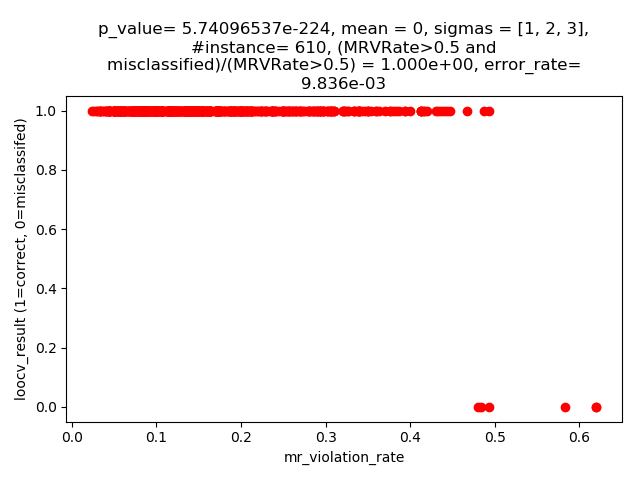 p_value= 5.74096537e-224, mean = 0, sigmas = [1, 2, 3],
#instance= 610, (MRVRate>0.5 and
misclassified)/(MRVRate>0.5) = 1.000e+00, error_rate=
9.836e-03
loocv_result (1=correct, 0=misclassifed)
1.0
0.8
0.6
0.4
0.2
0.0
0.0 0.1 0.2 0.3 0.4 0.5 0.6
mr_violation_rate